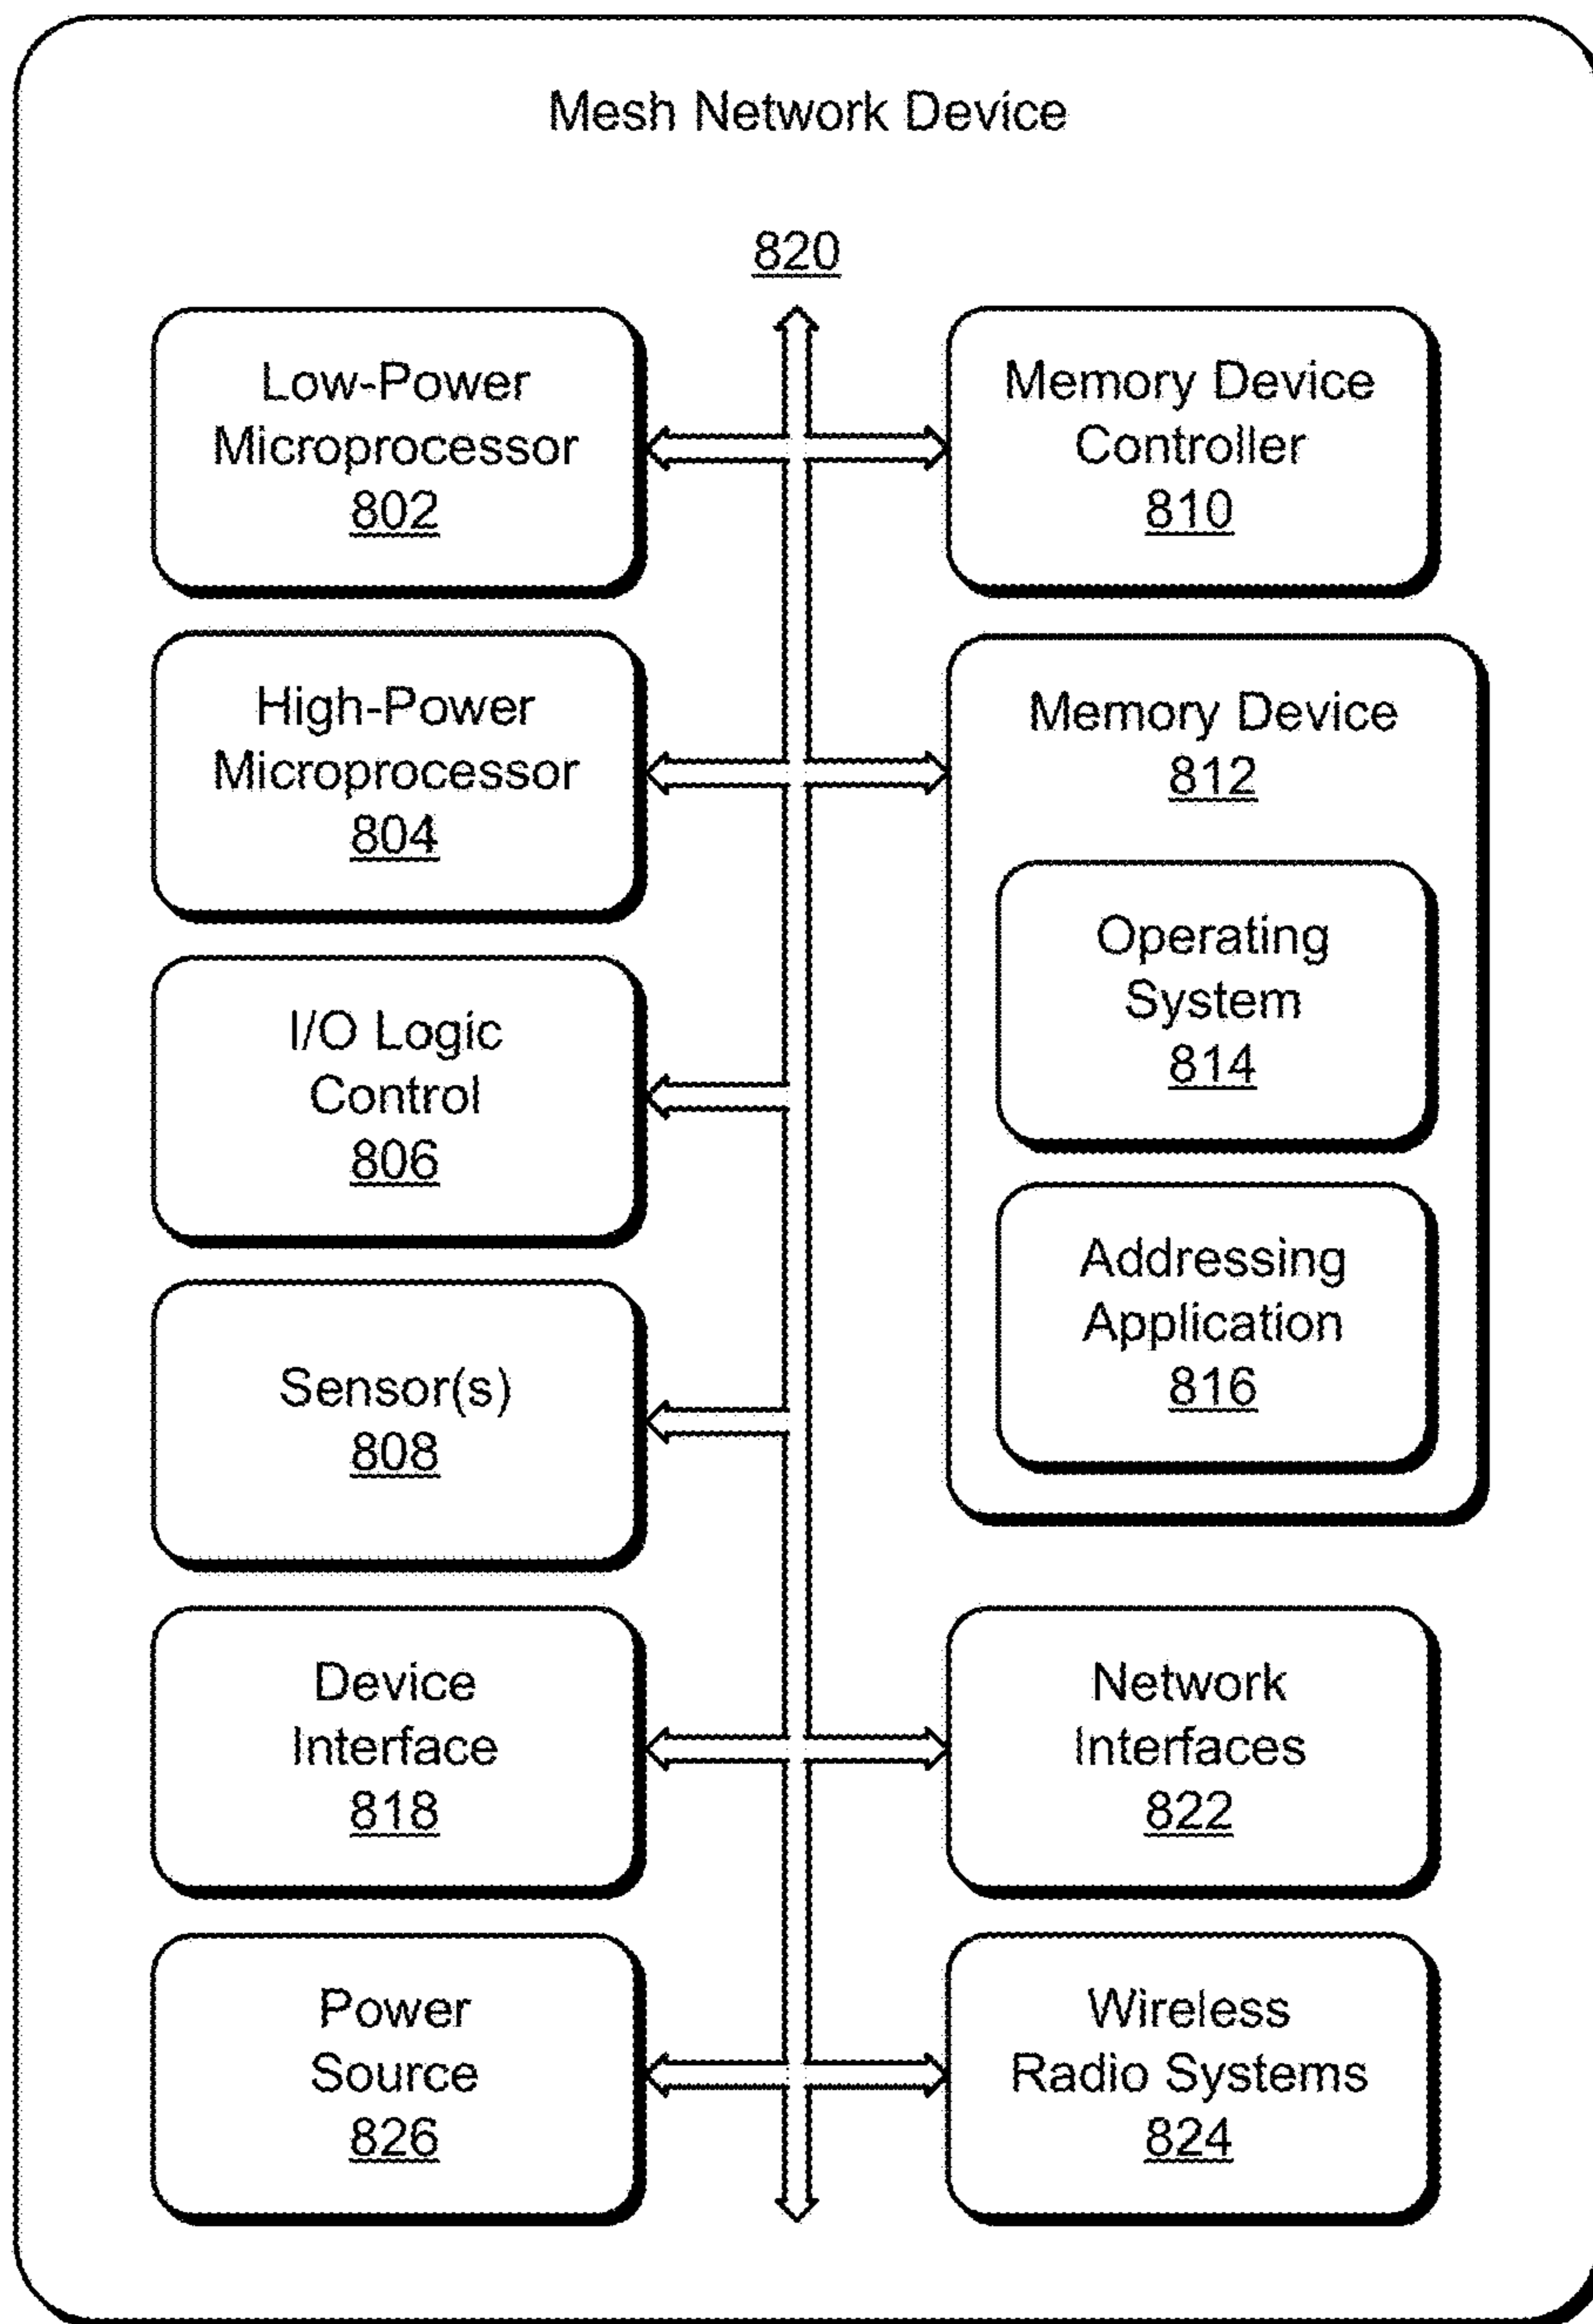 Mesh Network Device
820
Low-Power
Microprocessor
802
Memory Device
Controller
810
High-Power
Microprocessor
804
Memory Device
812
Operating
System
814
I/O Logic
Control
806
Addressing
Application
816
Sensor(s)
808
Device
Interface
818
Network
Interfaces
822
Power
Source
826
Wireless
Radio Systems
824